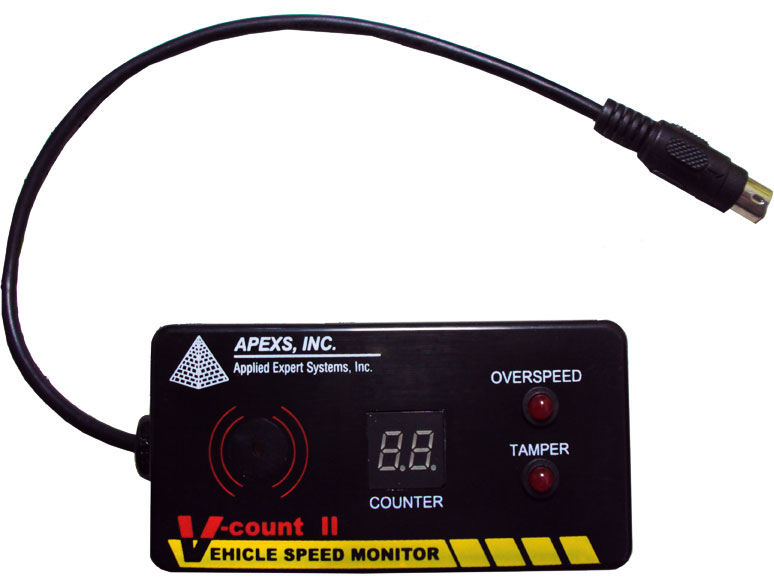 APEXS, INC.
Applied Expert Systems, Inc.
OVERSPEED
TAMPER
8.8.
COUNTER
V-count II
VEHICLE SPEED MONITOR